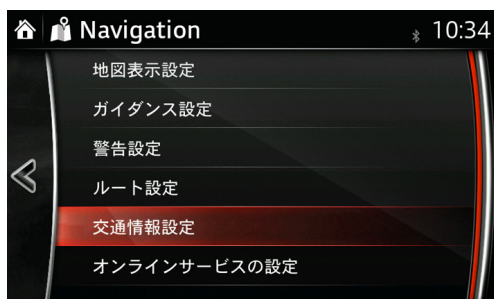 Navigation
10:34
地図表示設定
ガイダンス設定
警告設定
ルート設定
交通情報設定
オンラインサービスの設定